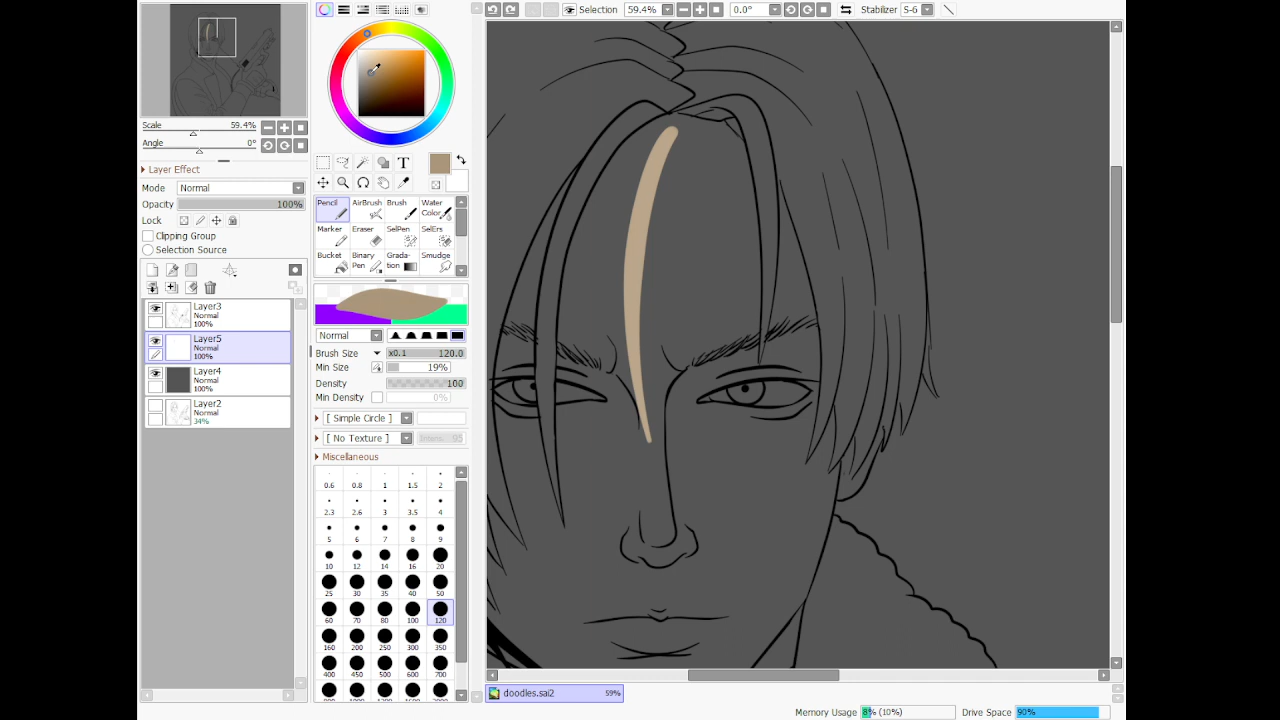 Selection 59.4% 0.0° Stabilizer S-6
Scale 59.4%
Angle 0°
Layer Effect
Mode Normal
Opacity 100%
Lock
Clipping Group
Selection Source
Layer3
Normal
100%
Layer5
Normal
100%
Layer4
Normal
100%
Layer2
Normal
34%
T
Pencil AirBrush Brush Water Color
Marker Eraser SelPen SelErs
Bucket Binary Pen Grada- tion Smudge
Normal
Brush Size x0.1 120.0
Min Size 19%
Density 100
Min Density 0%
[ Simple Circle ]
[ No Texture ] Intens. 95
Miscellaneous
0.6 0.8 1 1.5 2
2.3 2.6 3 3.5 4
5 6 7 8 9
10 12 14 16 20
25 30 35 40 50
60 70 80 100 120
160 200 250 300 350
400 450 500 600 700
doodles.sai2 59%
Memory Usage 8% (10%) Drive Space 90%